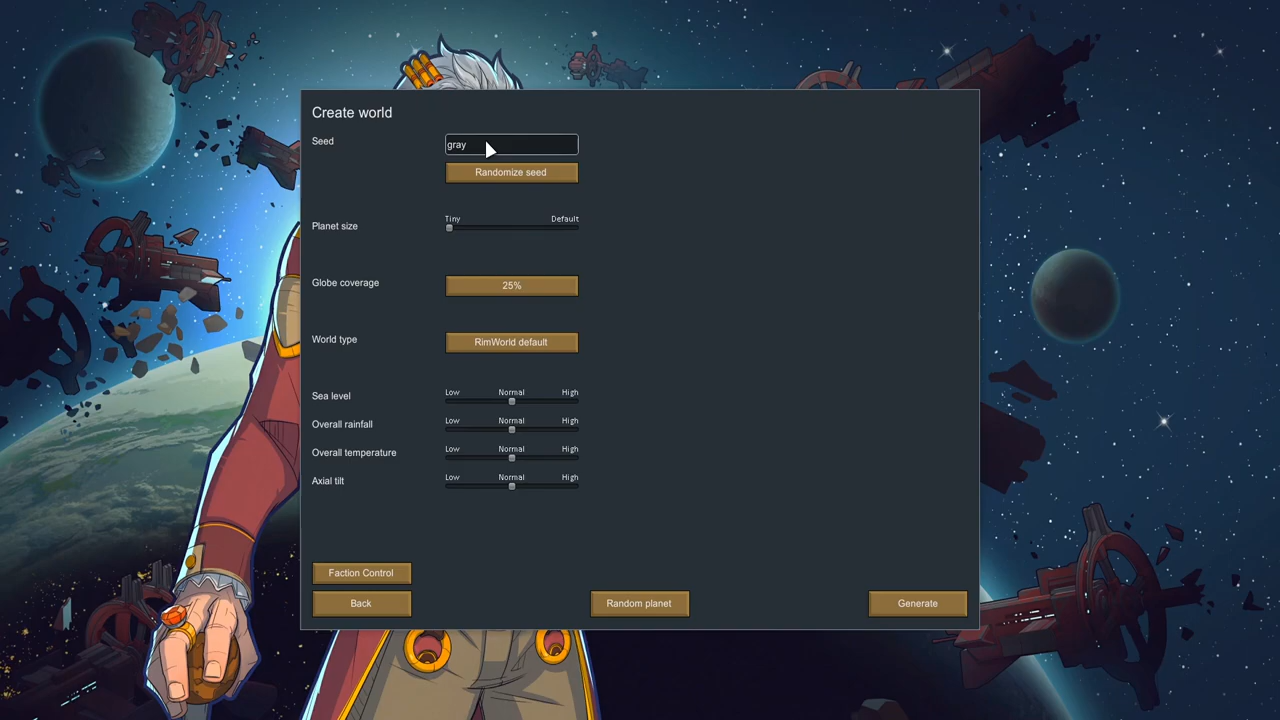 Create world
Seed
gray
Randomize seed
Tiny Default
Planet size
Globe coverage
25%
World type
RimWorld default
Low Normal High
Sea level
Low Normal High
Overall rainfall
Low Normal High
Overall temperature
Low Normal High
Axial tilt
Faction Control
Back
Random planet
Generate